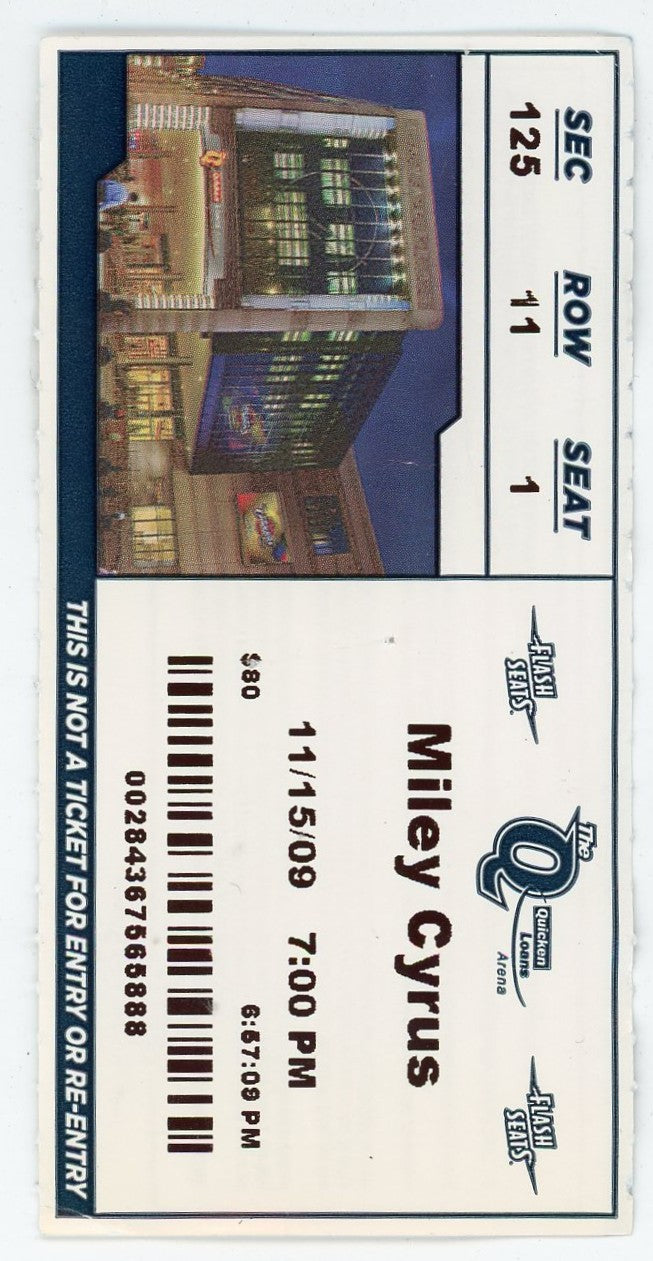 SEC ROW SEAT
125 11 1
FLASH SEATS
The Q
Quicken Loans
Arena
FLASH SEATS
Miley Cyrus
11/15/09 7:00 PM
$80 6:57:09 PM
00284367565888
THIS IS NOT A TICKET FOR ENTRY OR RE-ENTRY